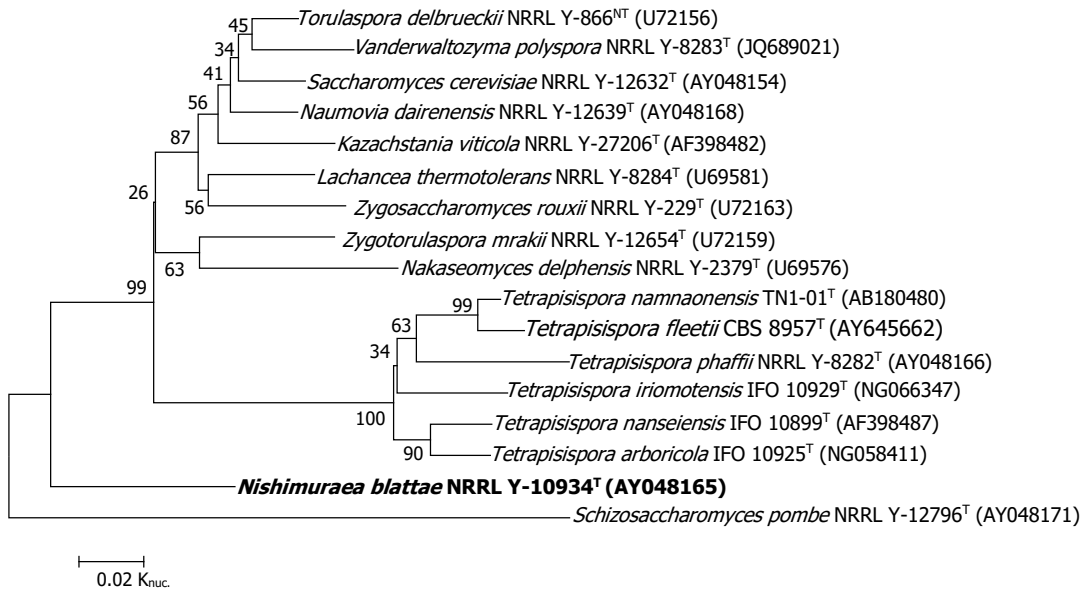 Torulaspora delbrueckii NRRL Y-866ᴺᵀ (U72156)
45
Vanderwaltozyma polyspora NRRL Y-8283ᵀ (JQ689021)
34
Saccharomyces cerevisiae NRRL Y-12632ᵀ (AY048154)
41
56
Naumovia dairenensis NRRL Y-12639ᵀ (AY048168)
87
Kazachstania viticola NRRL Y-27206ᵀ (AF398482)
Lachancea thermotolerans NRRL Y-8284ᵀ (U69581)
26
56
Zygosaccharomyces rouxii NRRL Y-229ᵀ (U72163)
Zygotorulaspora mrakii NRRL Y-12654ᵀ (U72159)
63
Nakaseomyces delphensis NRRL Y-2379ᵀ (U69576)
99
Tetrapisispora namnaonensis TN1-01ᵀ (AB180480)
99
63
Tetrapisispora fleetii CBS 8957ᵀ (AY645662)
34
Tetrapisispora phaffii NRRL Y-8282ᵀ (AY048166)
Tetrapisispora iriomotensis IFO 10929ᵀ (NG066347)
100
Tetrapisispora nanseiensis IFO 10899ᵀ (AF398487)
90
Tetrapisispora arboricola IFO 10925ᵀ (NG058411)
Nishimuraea blattae NRRL Y-10934ᵀ (AY048165)
Schizosaccharomyces pombe NRRL Y-12796ᵀ (AY048171)
0.02 Knuc.